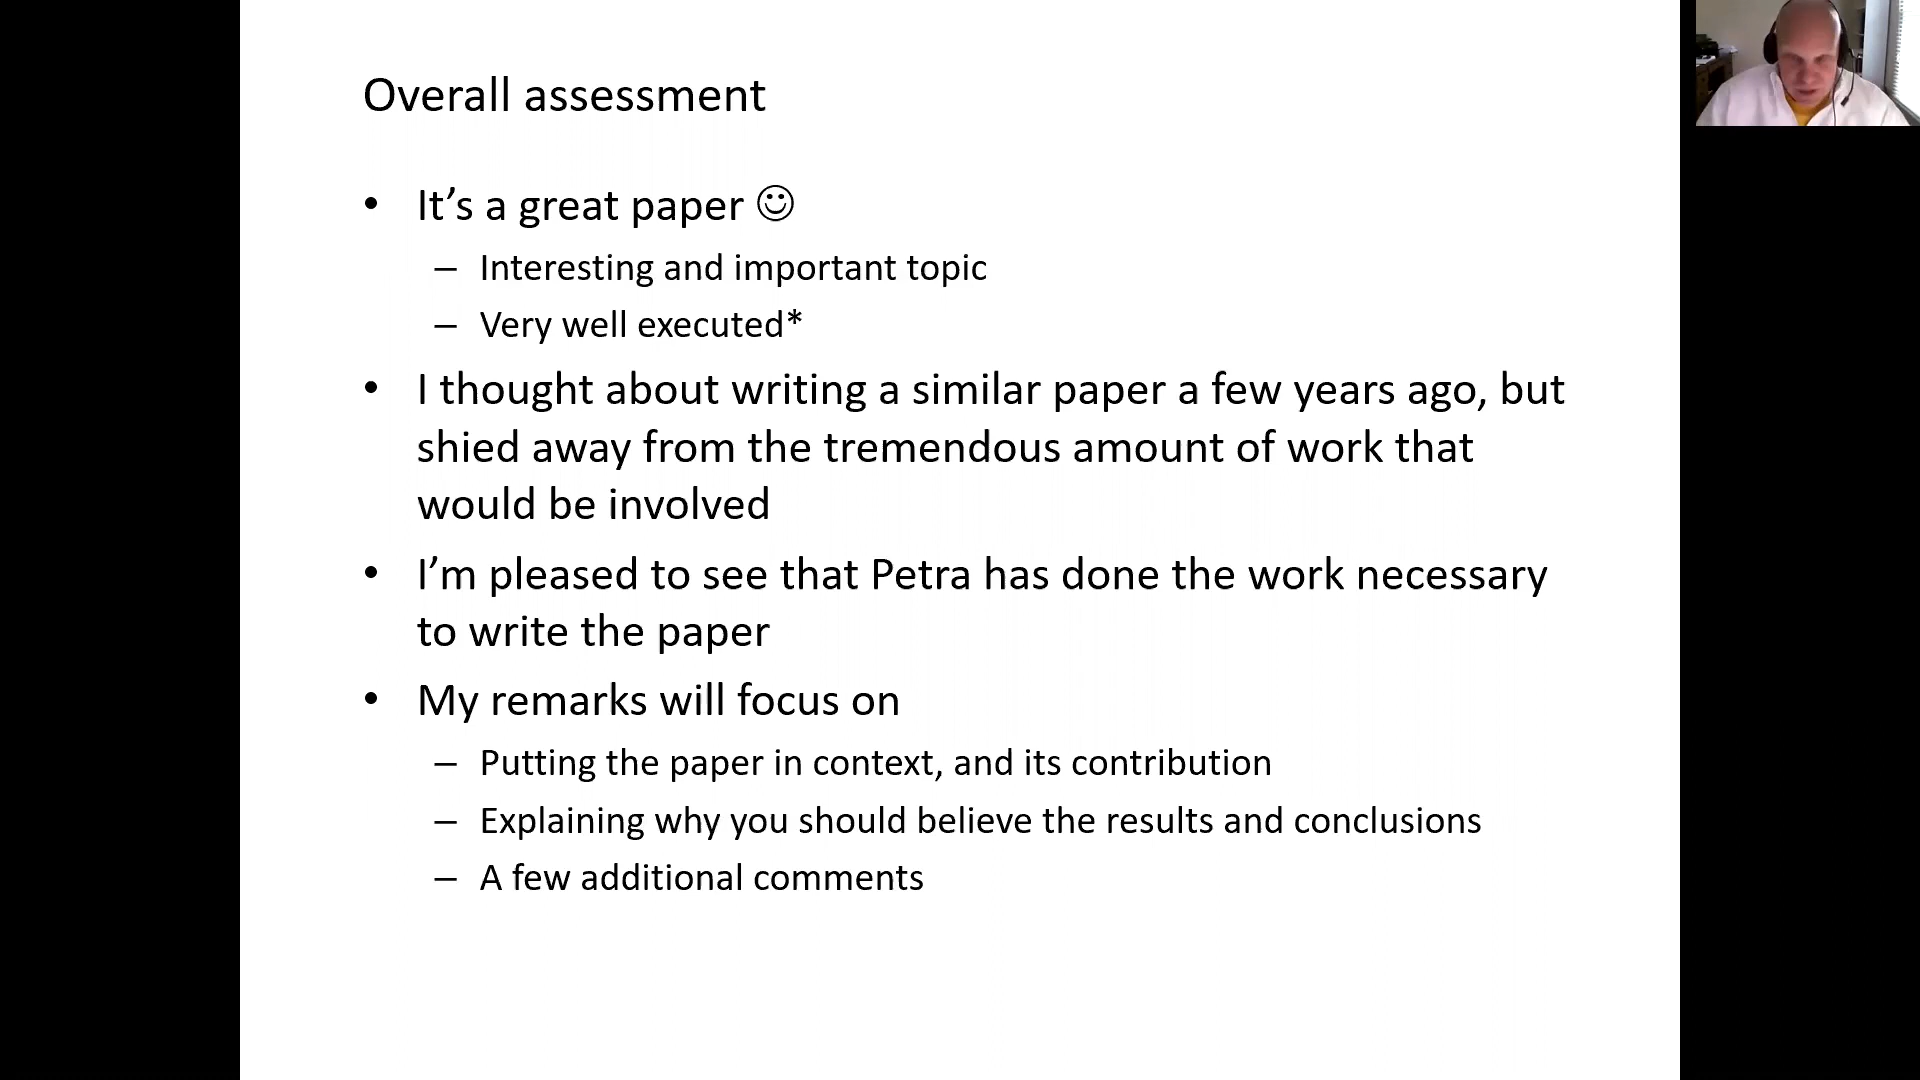 Overall assessment
• It’s a great paper ☺
– Interesting and important topic
– Very well executed*
• I thought about writing a similar paper a few years ago, but
shied away from the tremendous amount of work that
would be involved
• I’m pleased to see that Petra has done the work necessary
to write the paper
• My remarks will focus on
– Putting the paper in context, and its contribution
– Explaining why you should believe the results and conclusions
– A few additional comments